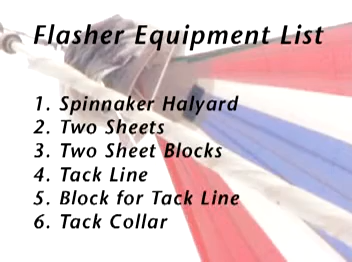 Flasher Equipment List
1. Spinnaker Halyard
2. Two Sheets
3. Two Sheet Blocks
4. Tack Line
5. Block for Tack Line
6. Tack Collar